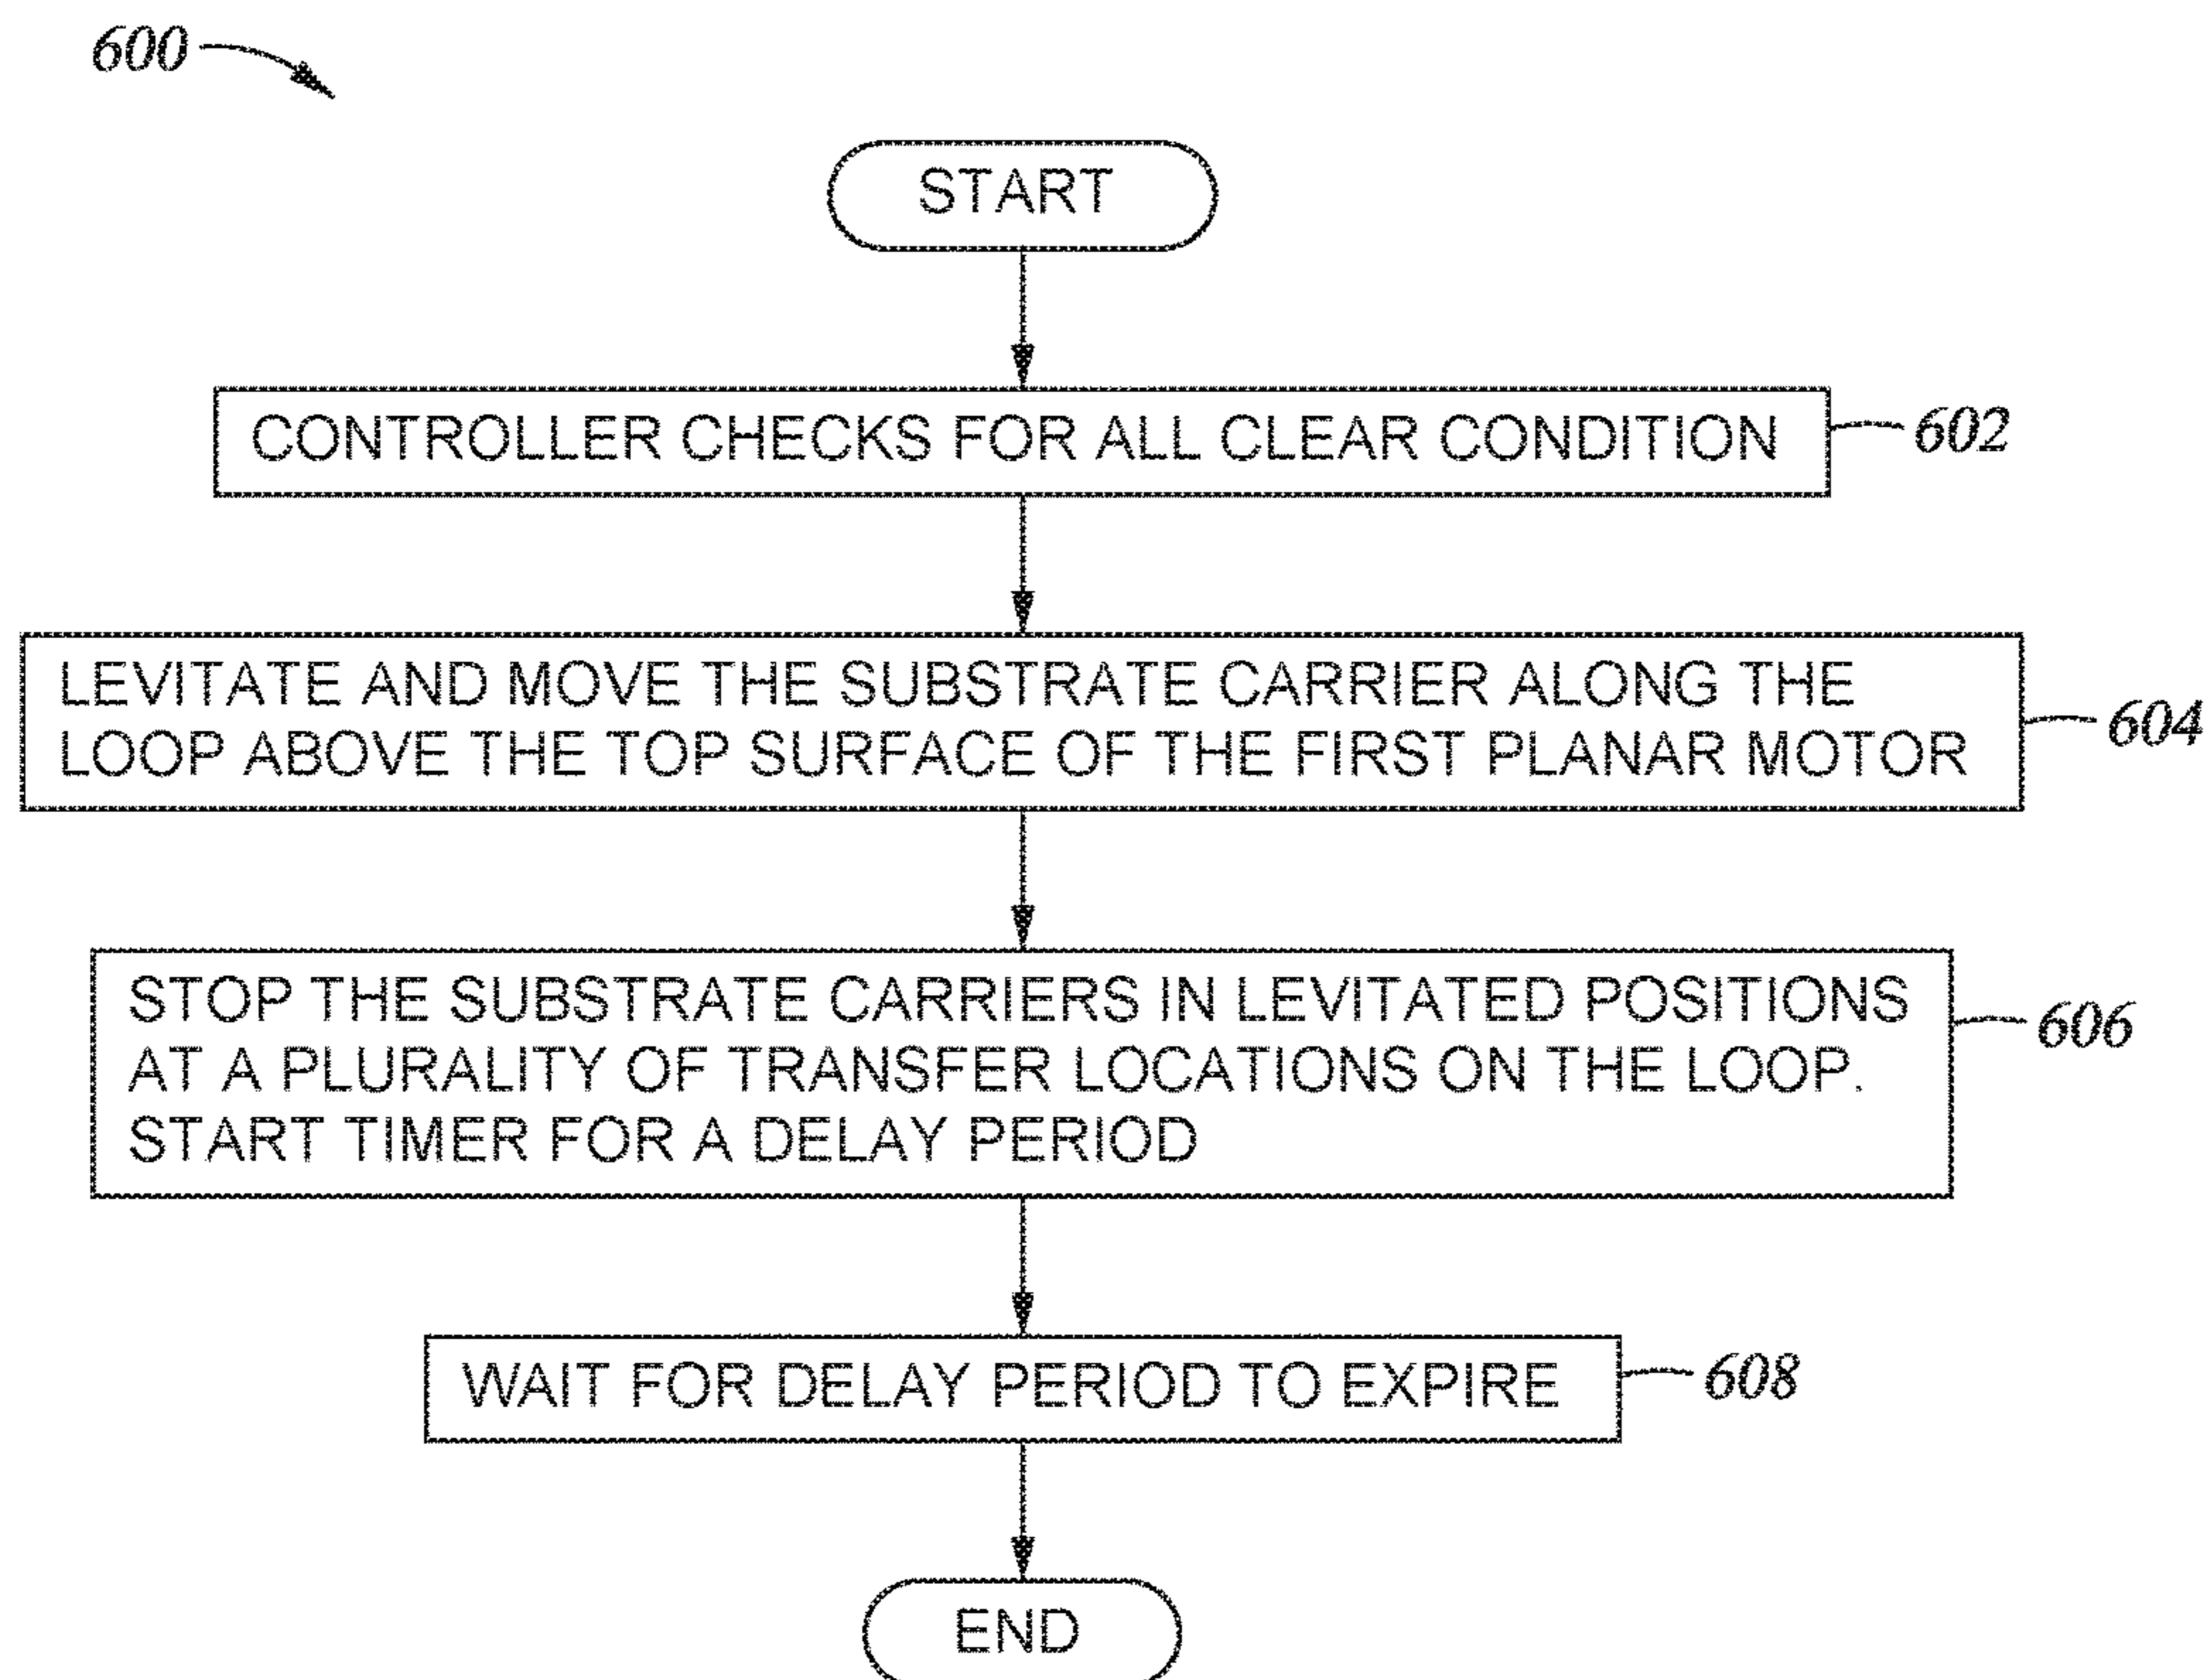 600
START
CONTROLLER CHECKS FOR ALL CLEAR CONDITION
602
LEVITATE AND MOVE THE SUBSTRATE CARRIER ALONG THE
LOOP ABOVE THE TOP SURFACE OF THE FIRST PLANAR MOTOR
604
STOP THE SUBSTRATE CARRIERS IN LEVITATED POSITIONS
AT A PLURALITY OF TRANSFER LOCATIONS ON THE LOOP.
START TIMER FOR A DELAY PERIOD
606
WAIT FOR DELAY PERIOD TO EXPIRE
608
END